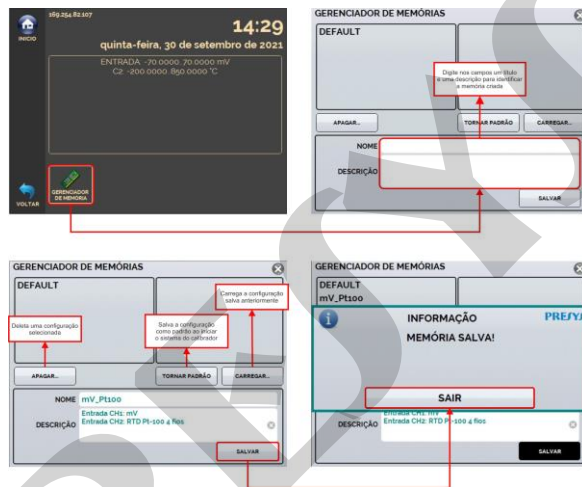 169.254.82.107
INICIO
14:29
quinta-feira, 30 de setembro de 2021
ENTRADA -70.0000..70.0000 mV
C2 -200.0000..850.0000 °C
VOLTAR
GERENCIADOR
DE MEMÓRIA
GERENCIADOR DE MEMÓRIAS
DEFAULT
Digite nos campos um título
e uma descrição para identificar
a memória criada
APAGAR...
TORNAR PADRÃO
CARREGAR...
NOME
DESCRIÇÃO
SALVAR
GERENCIADOR DE MEMÓRIAS
DEFAULT
Deleta uma configuração
selecionada
Salva a configuração
como padrão ao iniciar
o sistema do calibrador
Carrega a configuração
salva anteriormente
APAGAR...
TORNAR PADRÃO
CARREGAR...
NOME mV_Pt100
DESCRIÇÃO
Entrada CH1: mV
Entrada CH2: RTD Pt-100 4 fios
SALVAR
GERENCIADOR DE MEMÓRIAS
DEFAULT
mV_Pt100
INFORMAÇÃO
MEMÓRIA SALVA!
SAIR
DESCRIÇÃO
Entrada CH1: mV
Entrada CH2: RTD Pt-100 4 fios
SALVAR